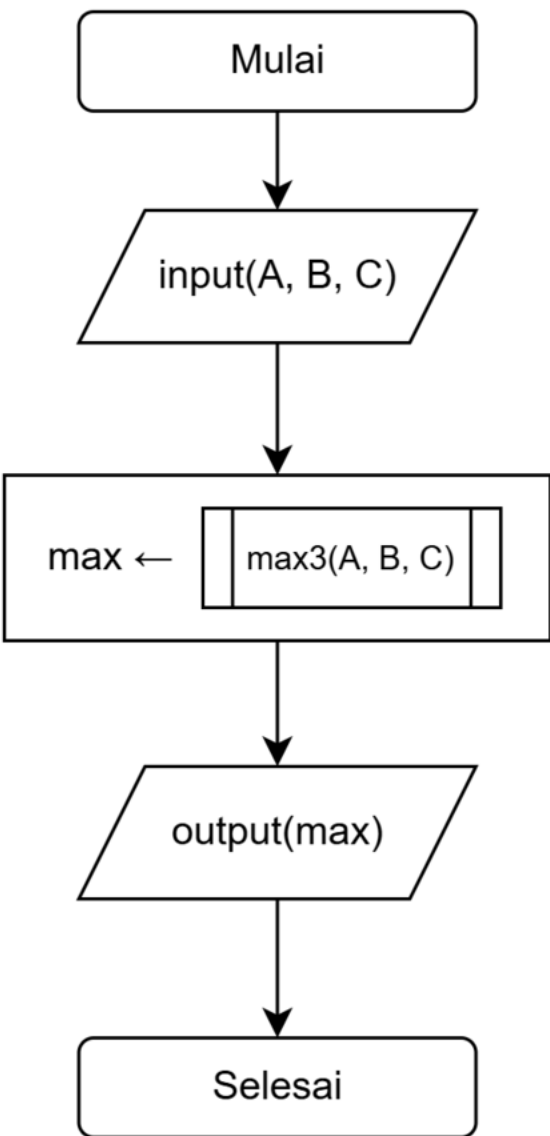 Mulai
input(A, B, C)
max ← max3(A, B, C)
output(max)
Selesai